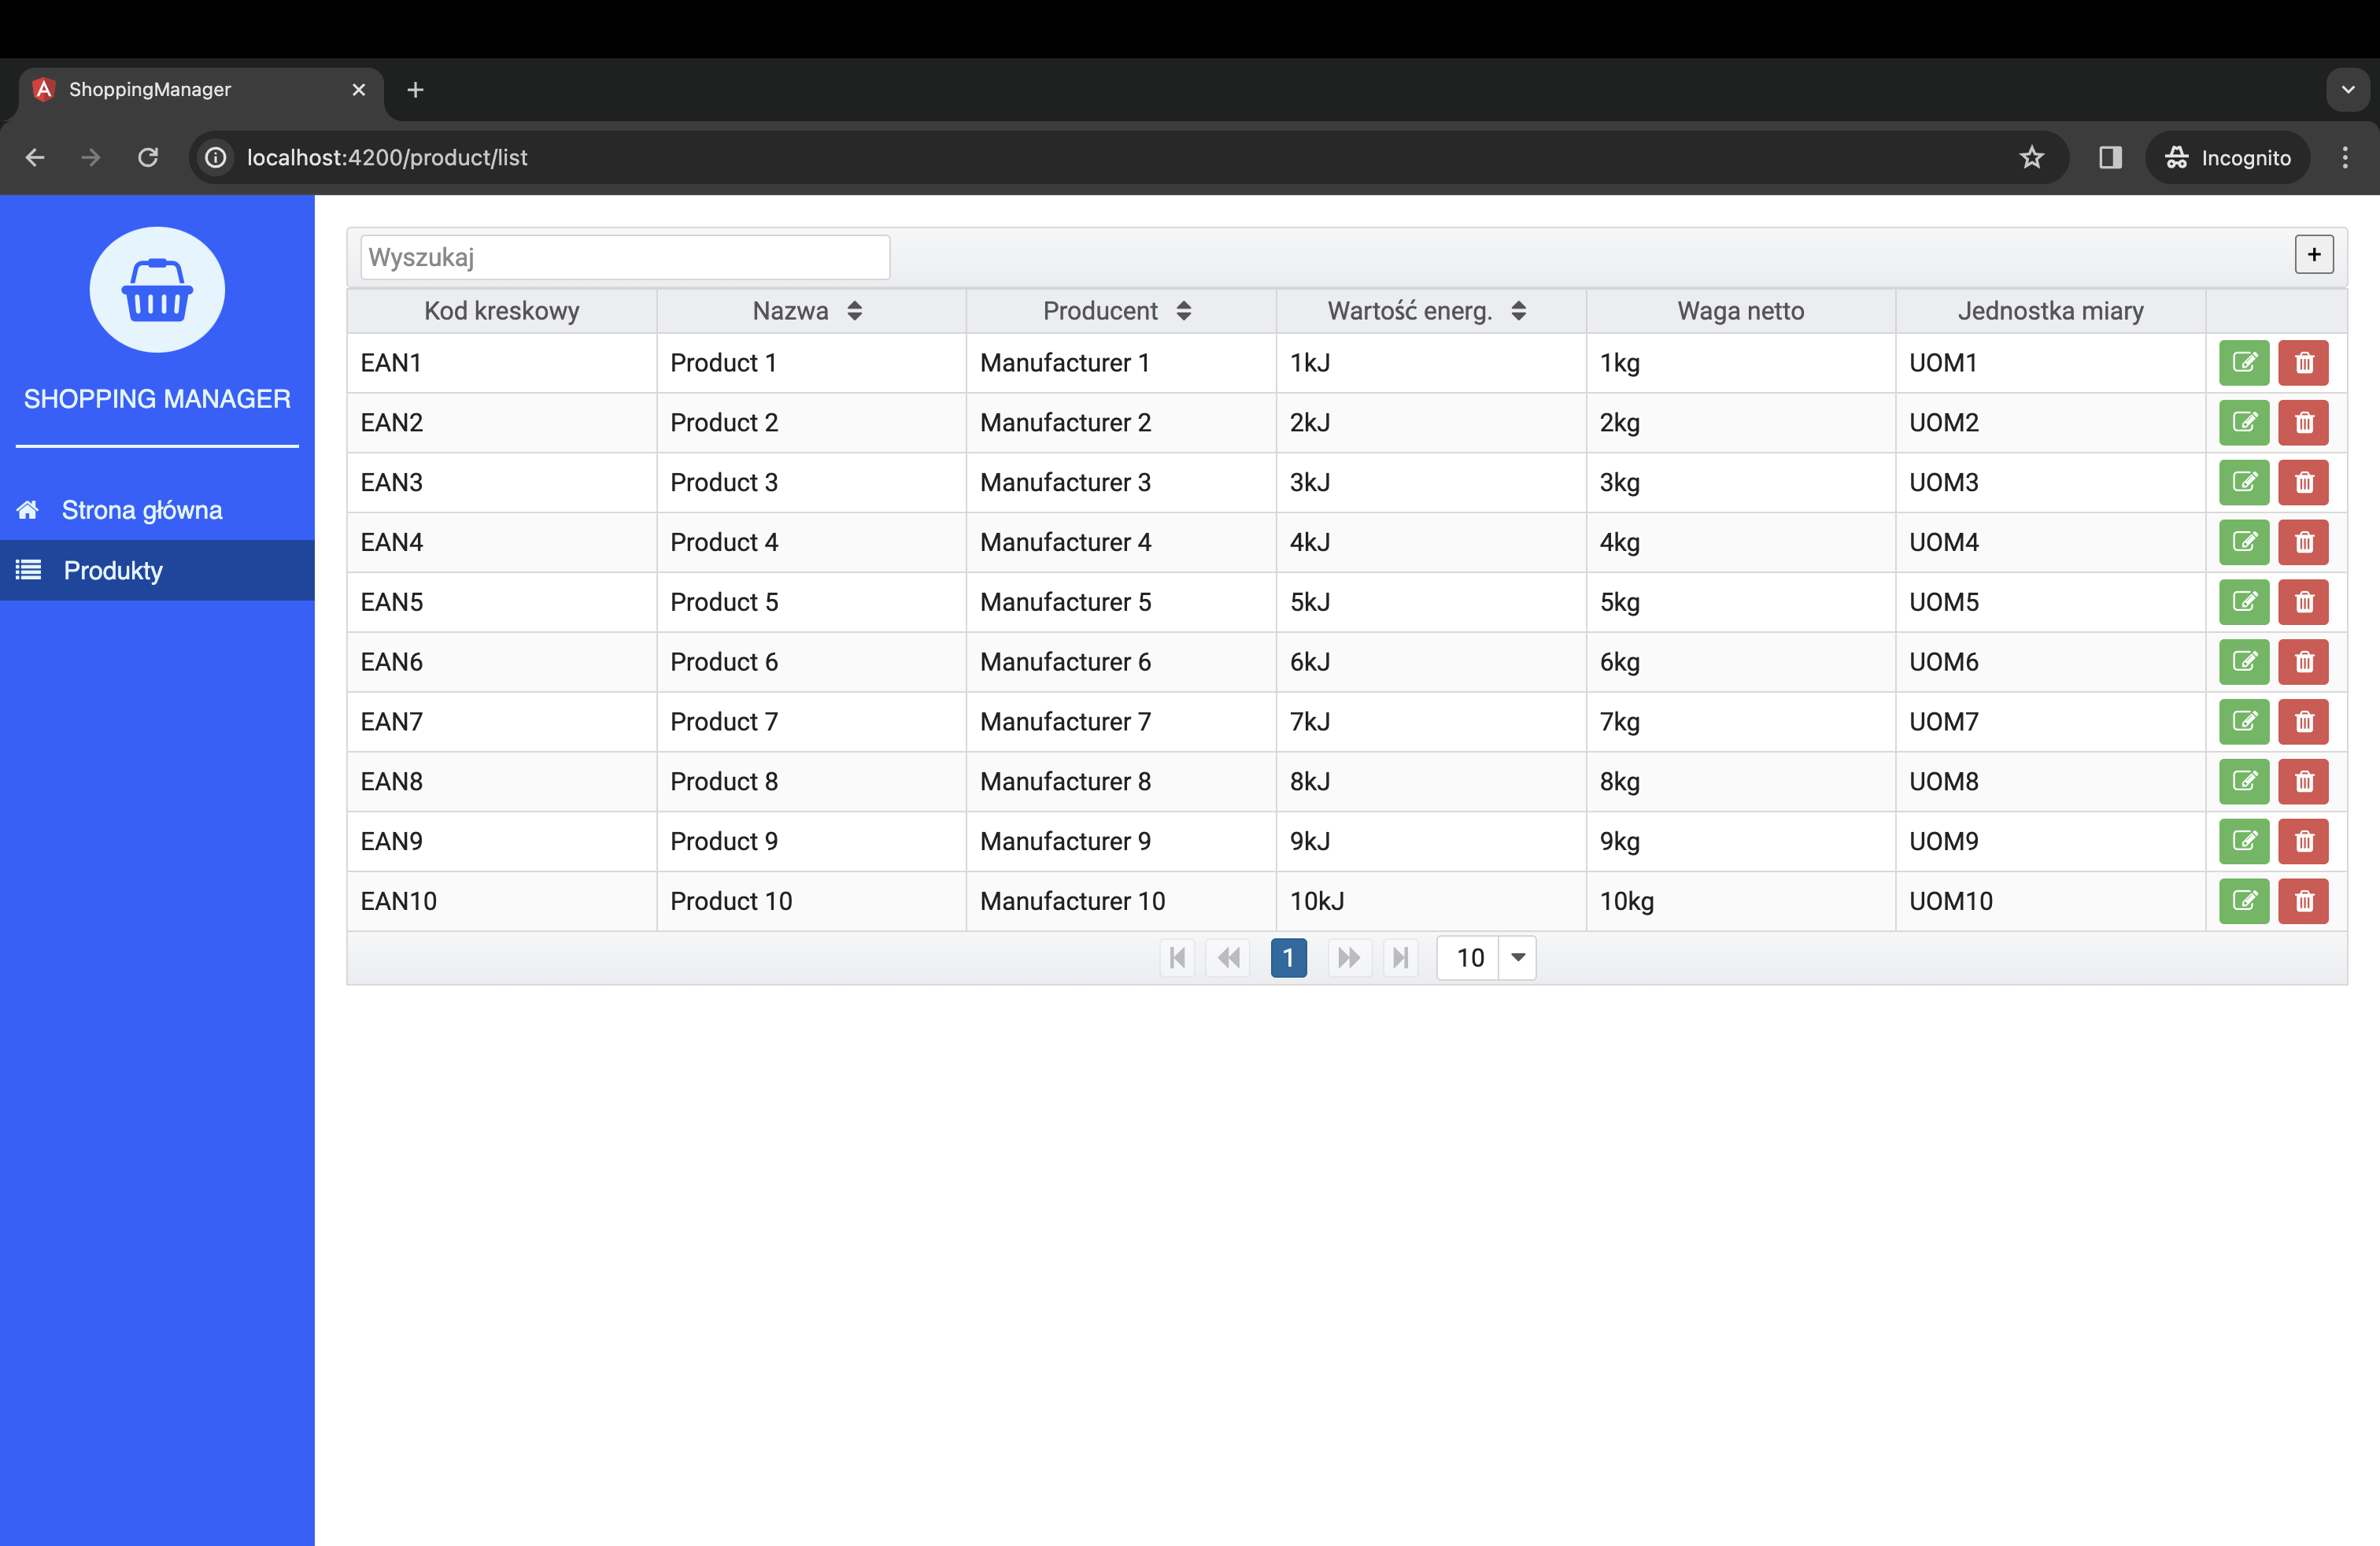 ShoppingManager
localhost:4200/product/list
Incognito
SHOPPING MANAGER
Strona główna
Produkty
Wyszukaj
+
Kod kreskowy Nazwa Producent Wartość energ. Waga netto Jednostka miary
EAN1 Product 1 Manufacturer 1 1kJ 1kg UOM1
EAN2 Product 2 Manufacturer 2 2kJ 2kg UOM2
EAN3 Product 3 Manufacturer 3 3kJ 3kg UOM3
EAN4 Product 4 Manufacturer 4 4kJ 4kg UOM4
EAN5 Product 5 Manufacturer 5 5kJ 5kg UOM5
EAN6 Product 6 Manufacturer 6 6kJ 6kg UOM6
EAN7 Product 7 Manufacturer 7 7kJ 7kg UOM7
EAN8 Product 8 Manufacturer 8 8kJ 8kg UOM8
EAN9 Product 9 Manufacturer 9 9kJ 9kg UOM9
EAN10 Product 10 Manufacturer 10 10kJ 10kg UOM10
1 10